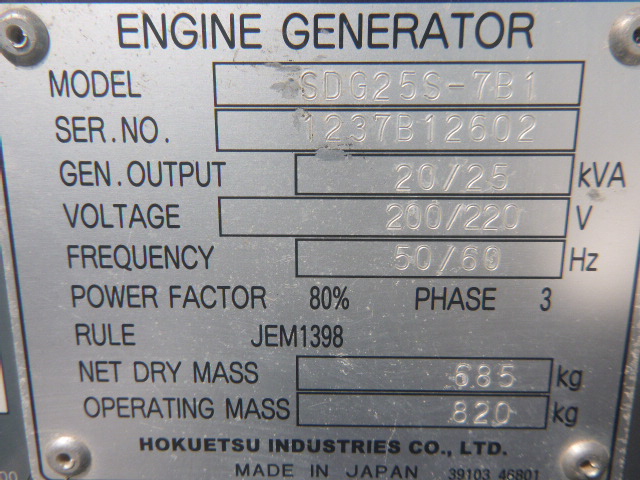 ENGINE GENERATOR
MODEL SDG25S-7B1
SER.NO. 1237B12602
GEN.OUTPUT 20/25 kVA
VOLTAGE 200/220 V
FREQUENCY 50/60 Hz
POWER FACTOR 80% PHASE 3
RULE JEM1398
NET DRY MASS 685 kg
OPERATING MASS 820 kg
HOKUETSU INDUSTRIES CO., LTD.
MADE IN JAPAN 39103 46801